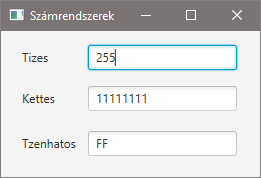 Számrendszerek
Tizes 255
Kettes 11111111
Tzenhatos FF